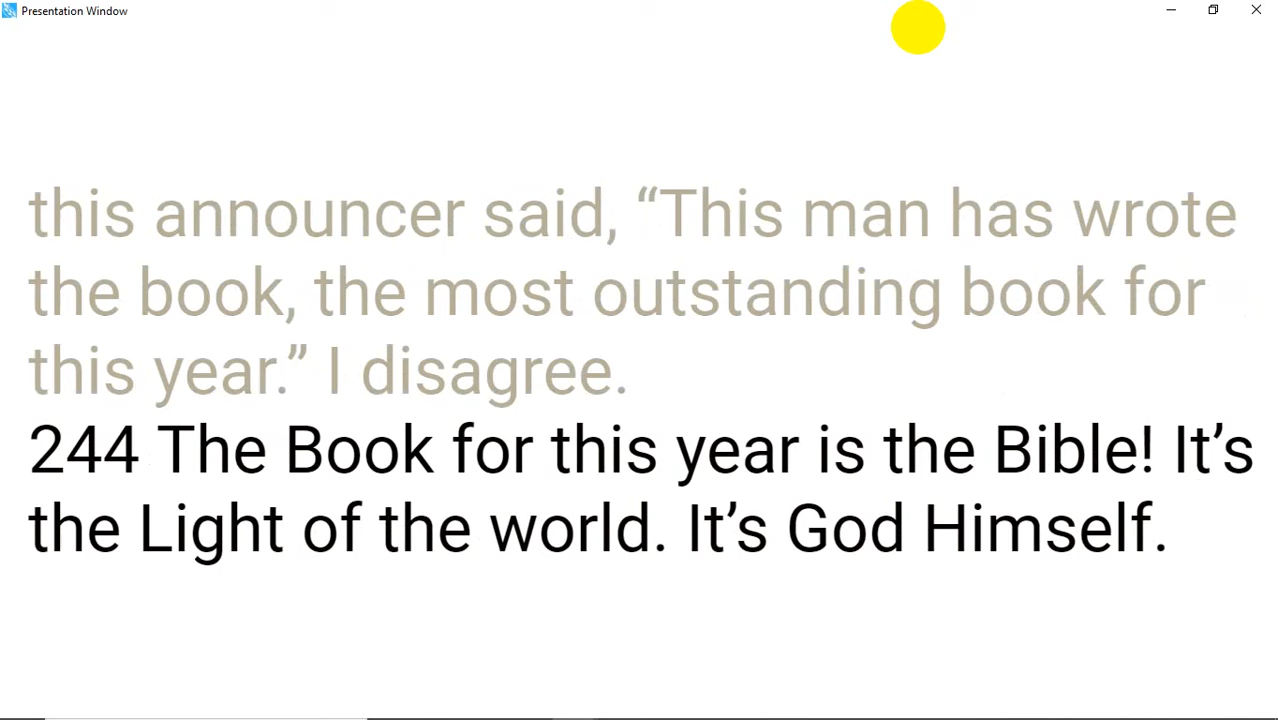 Presentation Window
this announcer said, “This man has wrote
the book, the most outstanding book for
this year.” I disagree.
244 The Book for this year is the Bible! It’s
the Light of the world. It’s God Himself.